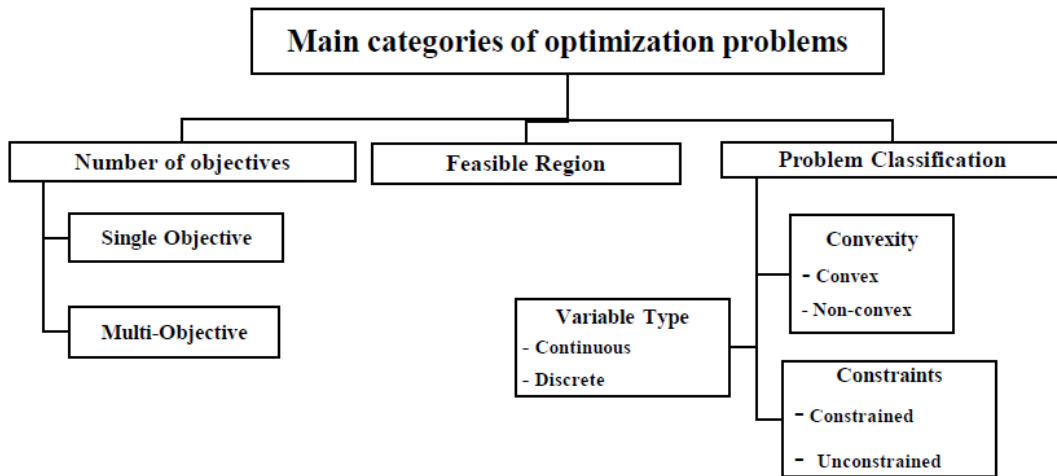 Main categories of optimization problems
Number of objectives
Feasible Region
Problem Classification
Single Objective
Multi-Objective
Variable Type
- Continuous
- Discrete
Convexity
- Convex
- Non-convex
Constraints
- Constrained
- Unconstrained